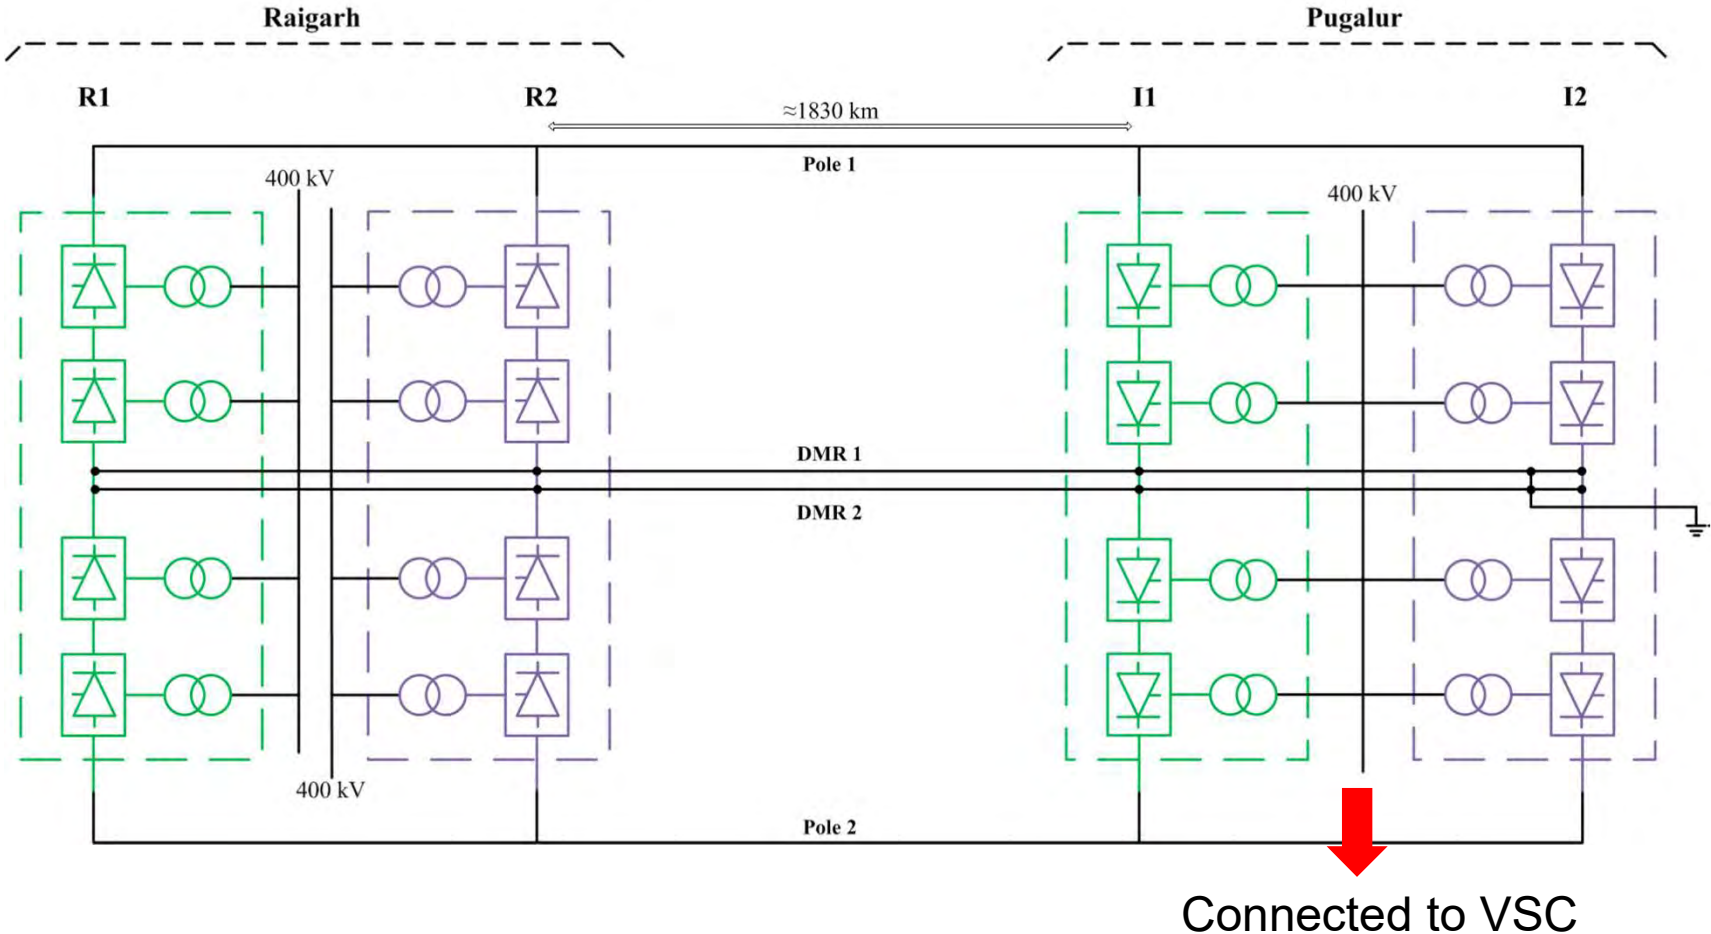 Raigarh
Pugalur
R1
R2
I1
I2
≈1830 km
Pole 1
400 kV
400 kV
DMR 1
DMR 2
400 kV
Pole 2
Connected to VSC